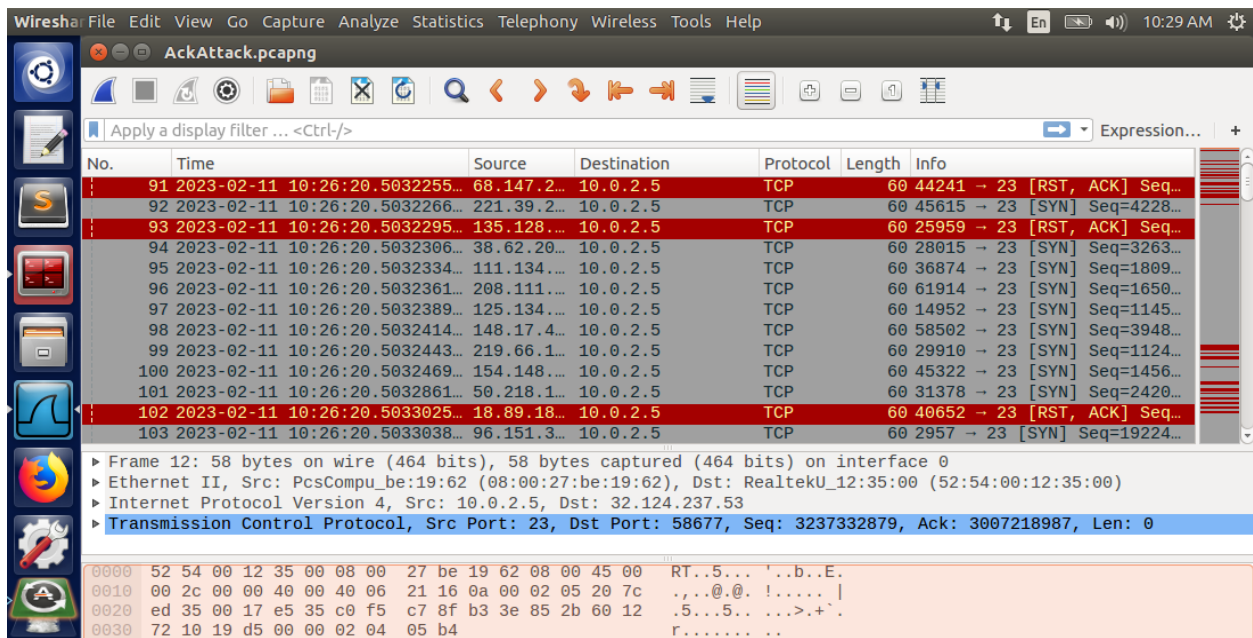 Wireshar File Edit View Go Capture Analyze Statistics Telephony Wireless Tools Help En 10:29 AM
AckAttack.pcapng
Apply a display filter … <Ctrl-/> Expression… +
No. Time Source Destination Protocol Length Info
91 2023-02-11 10:26:20.5032255… 68.147.2… 10.0.2.5 TCP 60 44241 → 23 [RST, ACK] Seq…
92 2023-02-11 10:26:20.5032266… 221.39.2… 10.0.2.5 TCP 60 45615 → 23 [SYN] Seq=4228…
93 2023-02-11 10:26:20.5032295… 135.128.… 10.0.2.5 TCP 60 25959 → 23 [RST, ACK] Seq…
94 2023-02-11 10:26:20.5032306… 38.62.20… 10.0.2.5 TCP 60 28015 → 23 [SYN] Seq=3263…
95 2023-02-11 10:26:20.5032334… 111.134.… 10.0.2.5 TCP 60 36874 → 23 [SYN] Seq=1809…
96 2023-02-11 10:26:20.5032361… 208.111.… 10.0.2.5 TCP 60 61914 → 23 [SYN] Seq=1650…
97 2023-02-11 10:26:20.5032389… 125.134.… 10.0.2.5 TCP 60 14952 → 23 [SYN] Seq=1145…
98 2023-02-11 10:26:20.5032414… 148.17.4… 10.0.2.5 TCP 60 58502 → 23 [SYN] Seq=3948…
99 2023-02-11 10:26:20.5032443… 219.66.1… 10.0.2.5 TCP 60 29910 → 23 [SYN] Seq=1124…
100 2023-02-11 10:26:20.5032469… 154.148.… 10.0.2.5 TCP 60 45322 → 23 [SYN] Seq=1456…
101 2023-02-11 10:26:20.5032861… 50.218.1… 10.0.2.5 TCP 60 31378 → 23 [SYN] Seq=2420…
102 2023-02-11 10:26:20.5033025… 18.89.18… 10.0.2.5 TCP 60 40652 → 23 [RST, ACK] Seq…
103 2023-02-11 10:26:20.5033038… 96.151.3… 10.0.2.5 TCP 60 2957 → 23 [SYN] Seq=19224…
Frame 12: 58 bytes on wire (464 bits), 58 bytes captured (464 bits) on interface 0
Ethernet II, Src: PcsCompu_be:19:62 (08:00:27:be:19:62), Dst: RealtekU_12:35:00 (52:54:00:12:35:00)
Internet Protocol Version 4, Src: 10.0.2.5, Dst: 32.124.237.53
Transmission Control Protocol, Src Port: 23, Dst Port: 58677, Seq: 3237332879, Ack: 3007218987, Len: 0
0000 52 54 00 12 35 00 08 00 27 be 19 62 08 00 45 00 RT..5... '..b..E.
0010 00 2c 00 00 40 00 40 06 21 16 0a 00 02 05 20 7c .,..@.@. !..... |
0020 ed 35 00 17 e5 35 c0 f5 c7 8f b3 3e 85 2b 60 12 .5...5.. ...>.+`.
0030 72 10 19 d5 00 00 02 04 05 b4 r....... ..